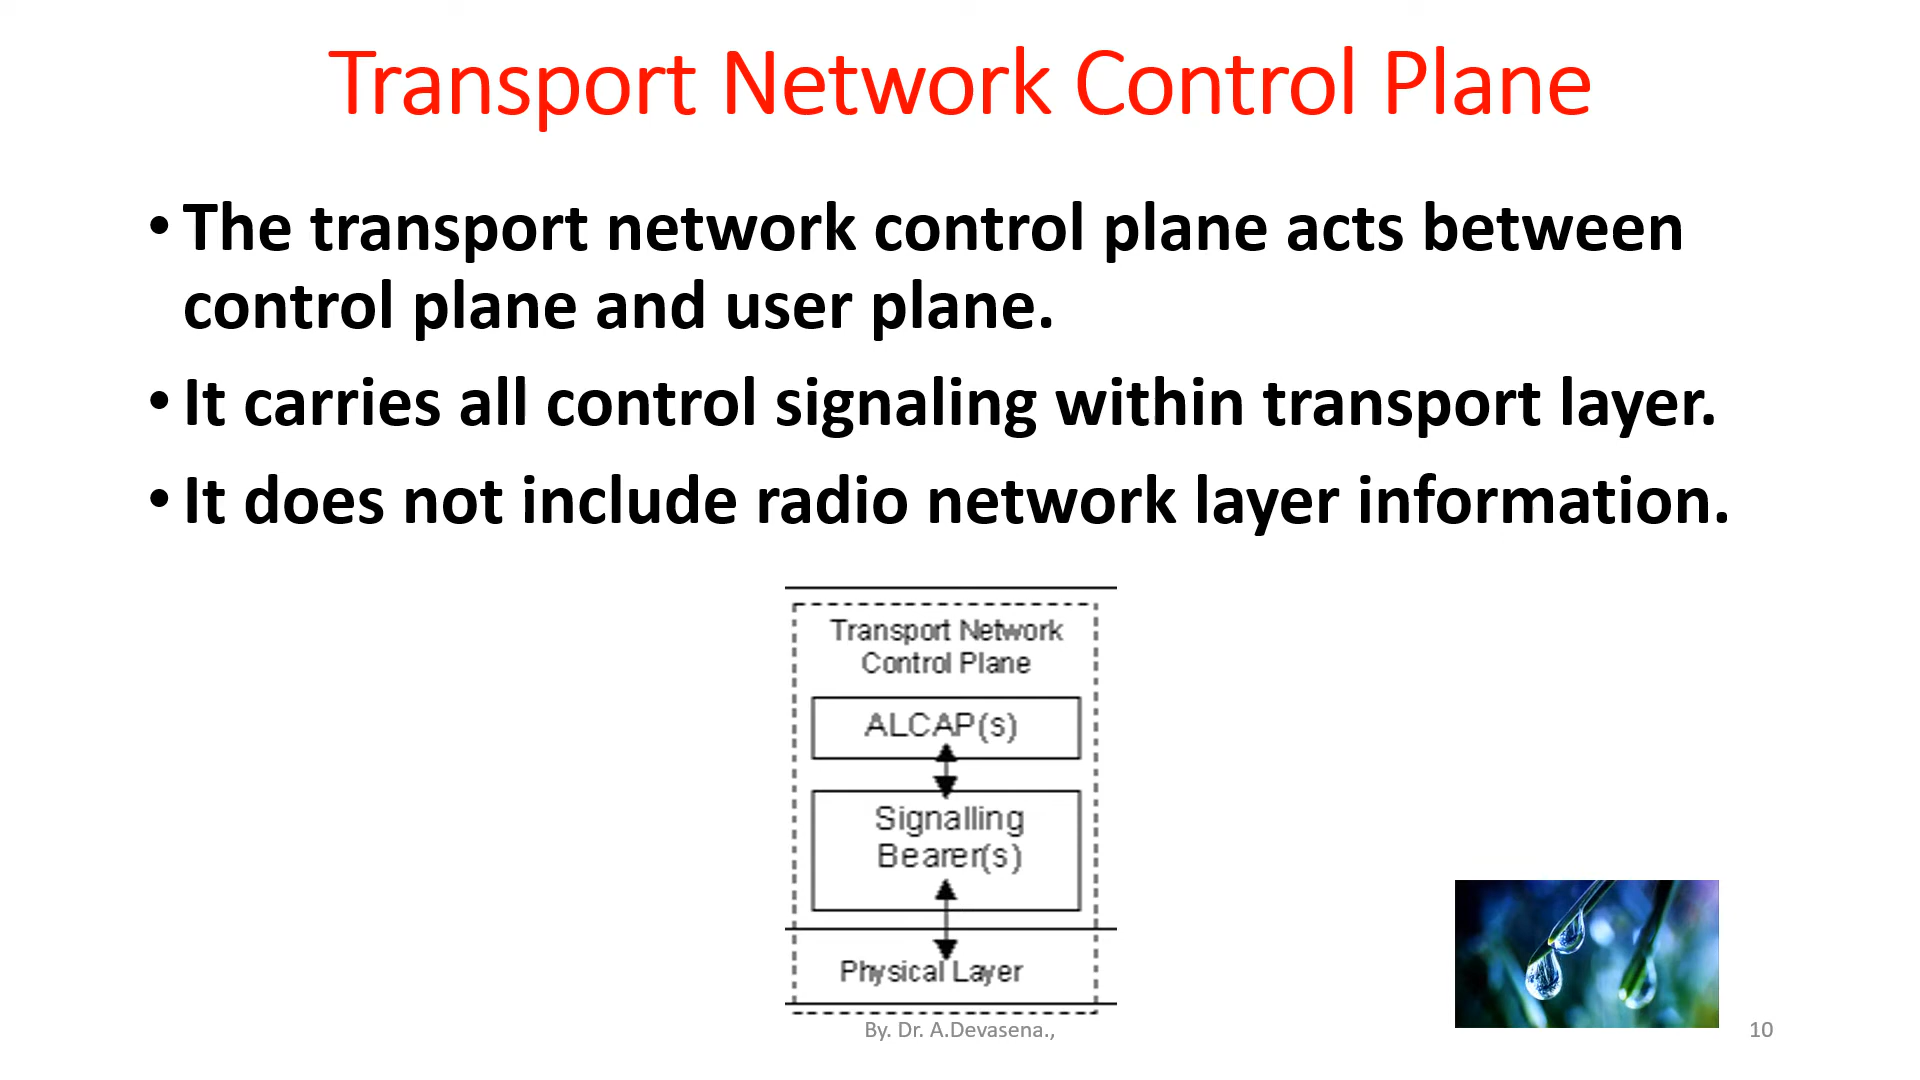 Transport Network Control Plane
• The transport network control plane acts between
control plane and user plane.
• It carries all control signaling within transport layer.
• It does not include radio network layer information.
Transport Network
Control Plane
ALCAP(s)
Signalling
Bearer(s)
Physical Layer
By. Dr. A.Devasena.,
10